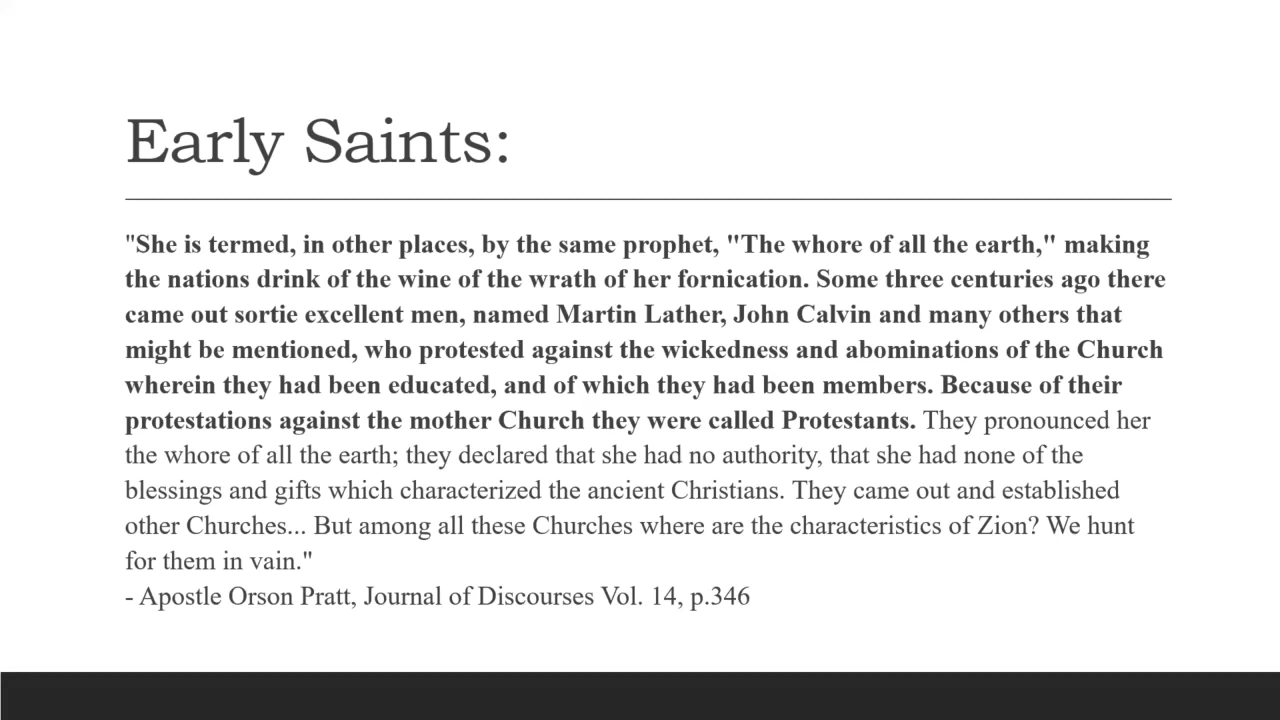 Early Saints:
"She is termed, in other places, by the same prophet, "The whore of all the earth," making
the nations drink of the wine of the wrath of her fornication. Some three centuries ago there
came out sortie excellent men, named Martin Lather, John Calvin and many others that
might be mentioned, who protested against the wickedness and abominations of the Church
wherein they had been educated, and of which they had been members. Because of their
protestations against the mother Church they were called Protestants. They pronounced her
the whore of all the earth; they declared that she had no authority, that she had none of the
blessings and gifts which characterized the ancient Christians. They came out and established
other Churches... But among all these Churches where are the characteristics of Zion? We hunt
for them in vain."
- Apostle Orson Pratt, Journal of Discourses Vol. 14, p.346